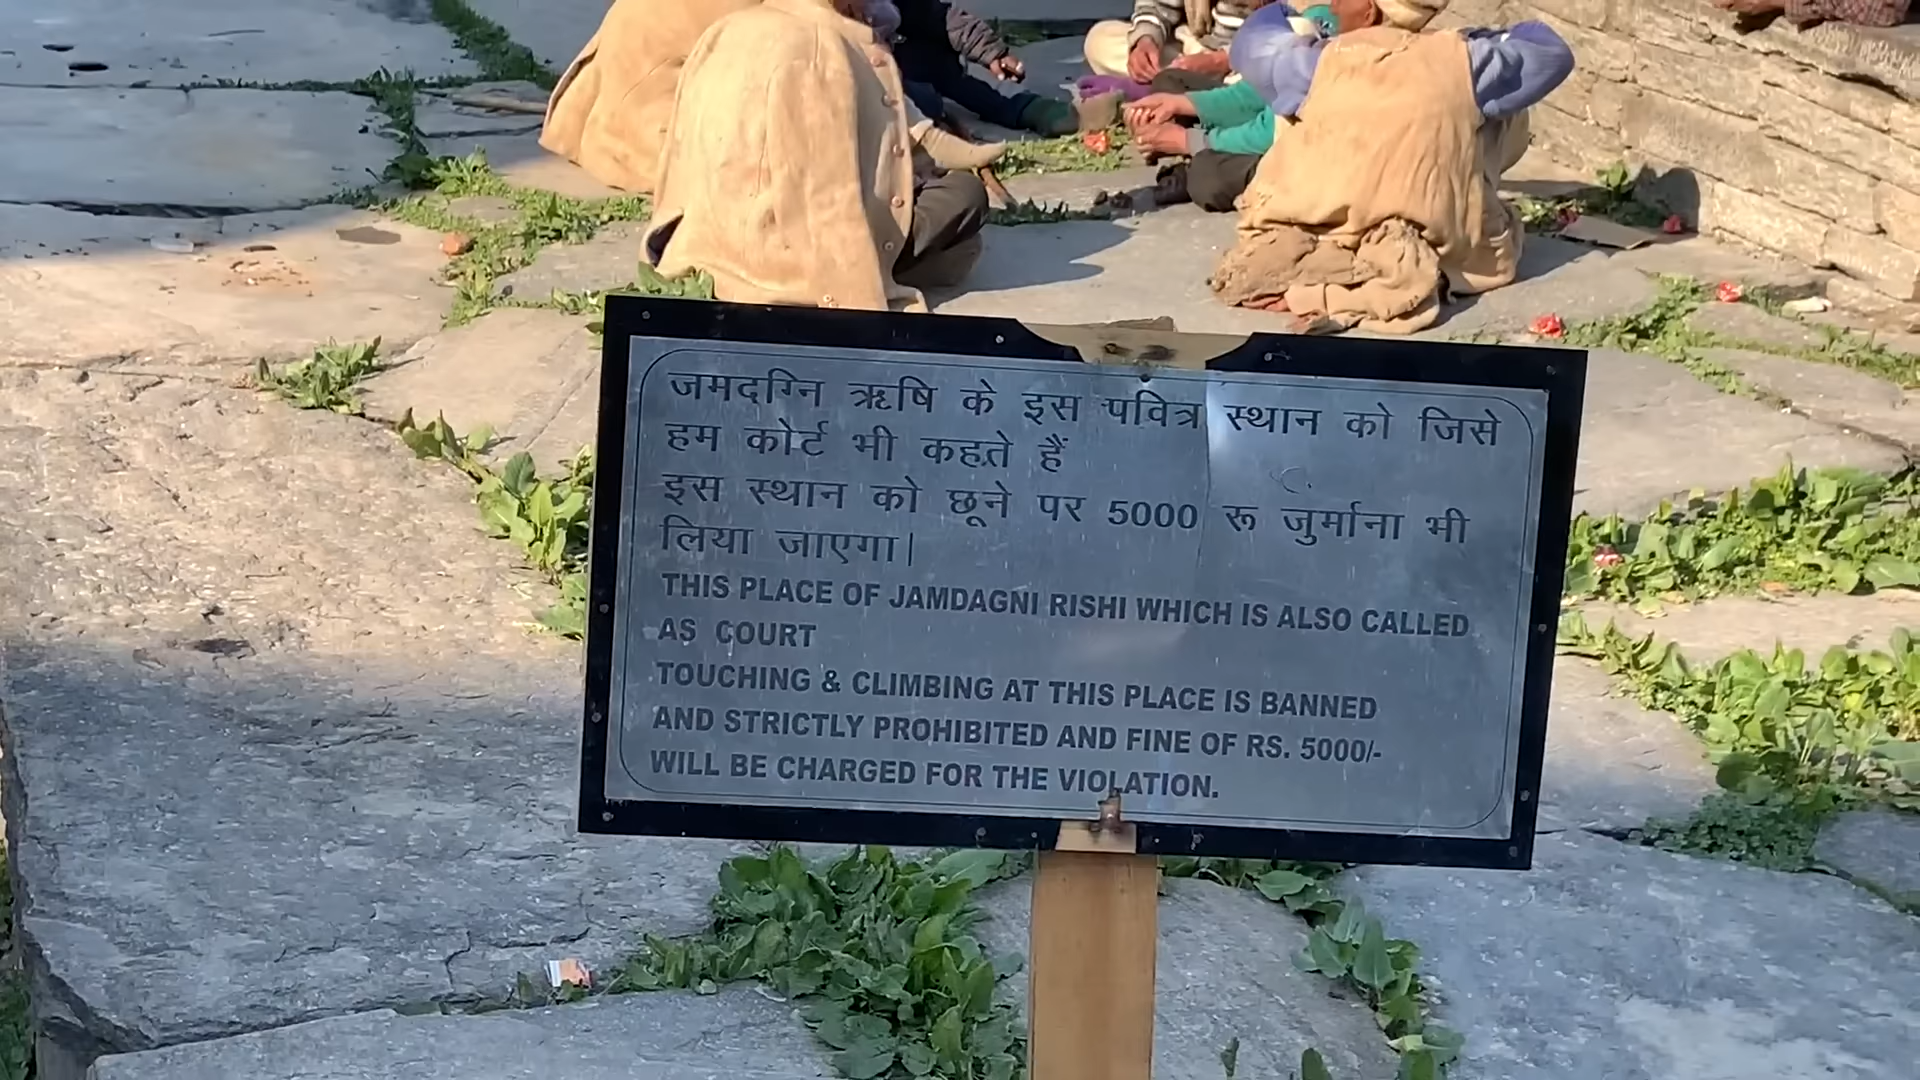 जमदग्नि ऋषि के इस पवित्र स्थान को जिसे
हम कोर्ट भी कहते हैं
इस स्थान को छूने पर 5000 रू जुर्माना भी
लिया जाएगा|
THIS PLACE OF JAMDAGNI RISHI WHICH IS ALSO CALLED
AS COURT
TOUCHING & CLIMBING AT THIS PLACE IS BANNED
AND STRICTLY PROHIBITED AND FINE OF RS. 5000/-
WILL BE CHARGED FOR THE VIOLATION.